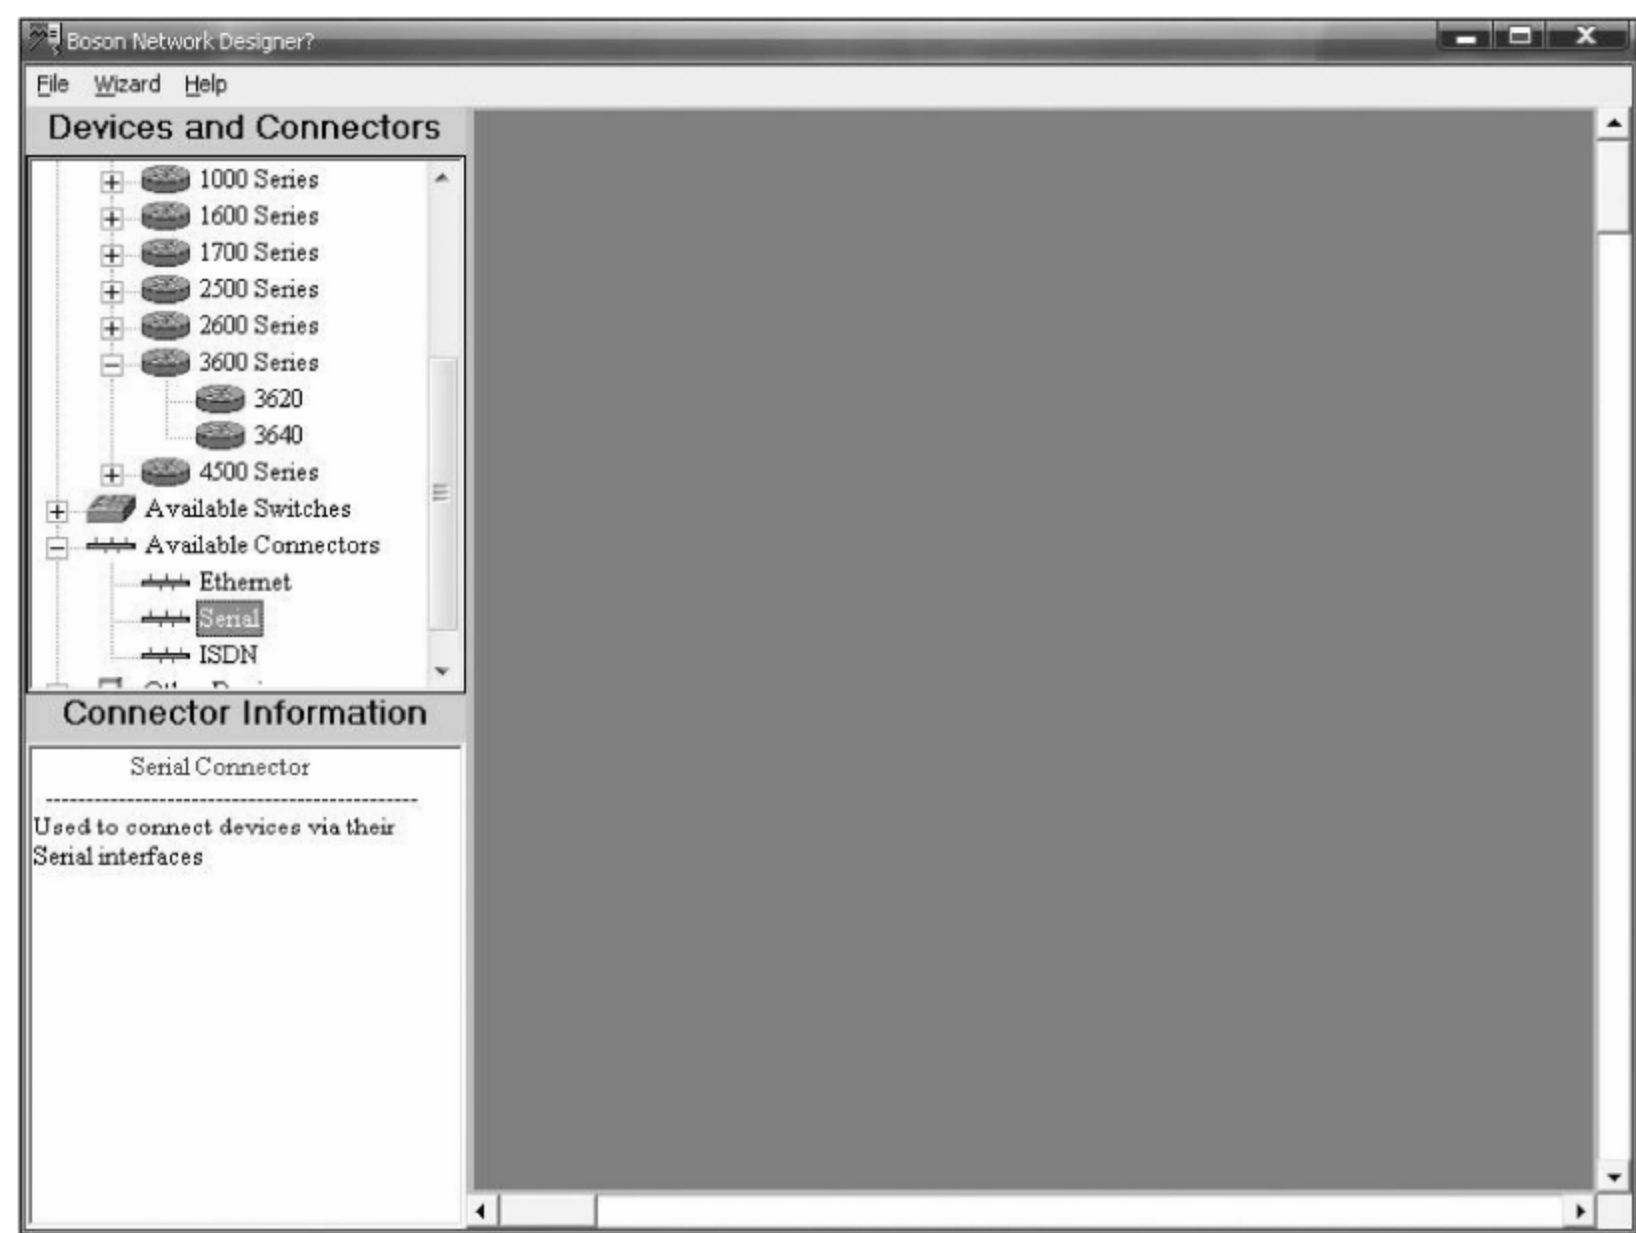 Boson Network Designer?
File Wizard Help
Devices and Connectors
1000 Series
1600 Series
1700 Series
2500 Series
2600 Series
3600 Series
3620
3640
4500 Series
Available Switches
Available Connectors
Ethernet
Serial
ISDN
Connector Information
Serial Connector
----------------------------------------------
Used to connect devices via their
Serial interfaces